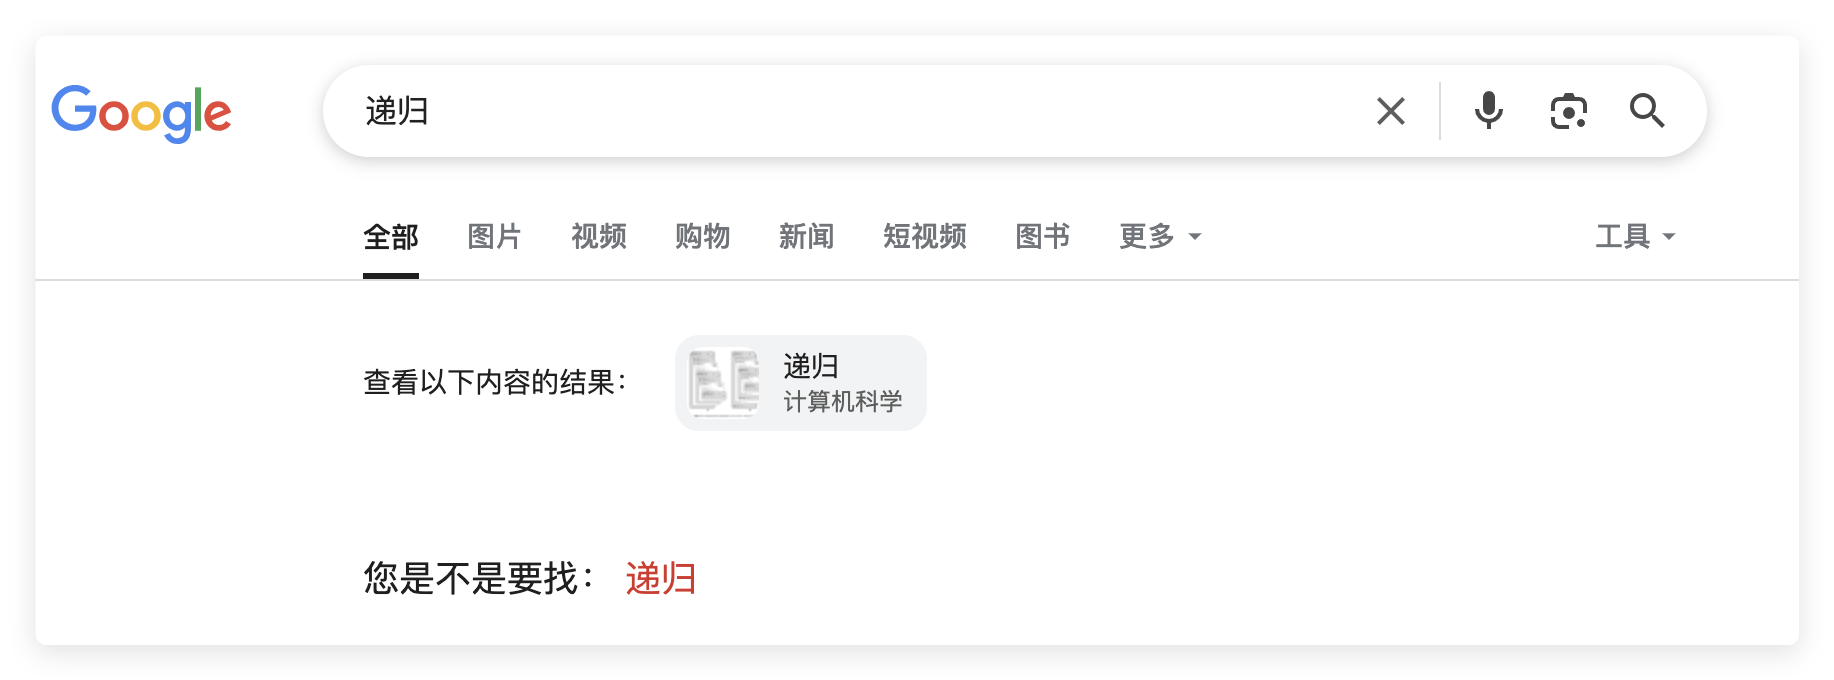 Google
递归
全部 图片 视频 购物 新闻 短视频 图书 更多 工具
查看以下内容的结果：
递归
计算机科学
您是不是要找： 递归